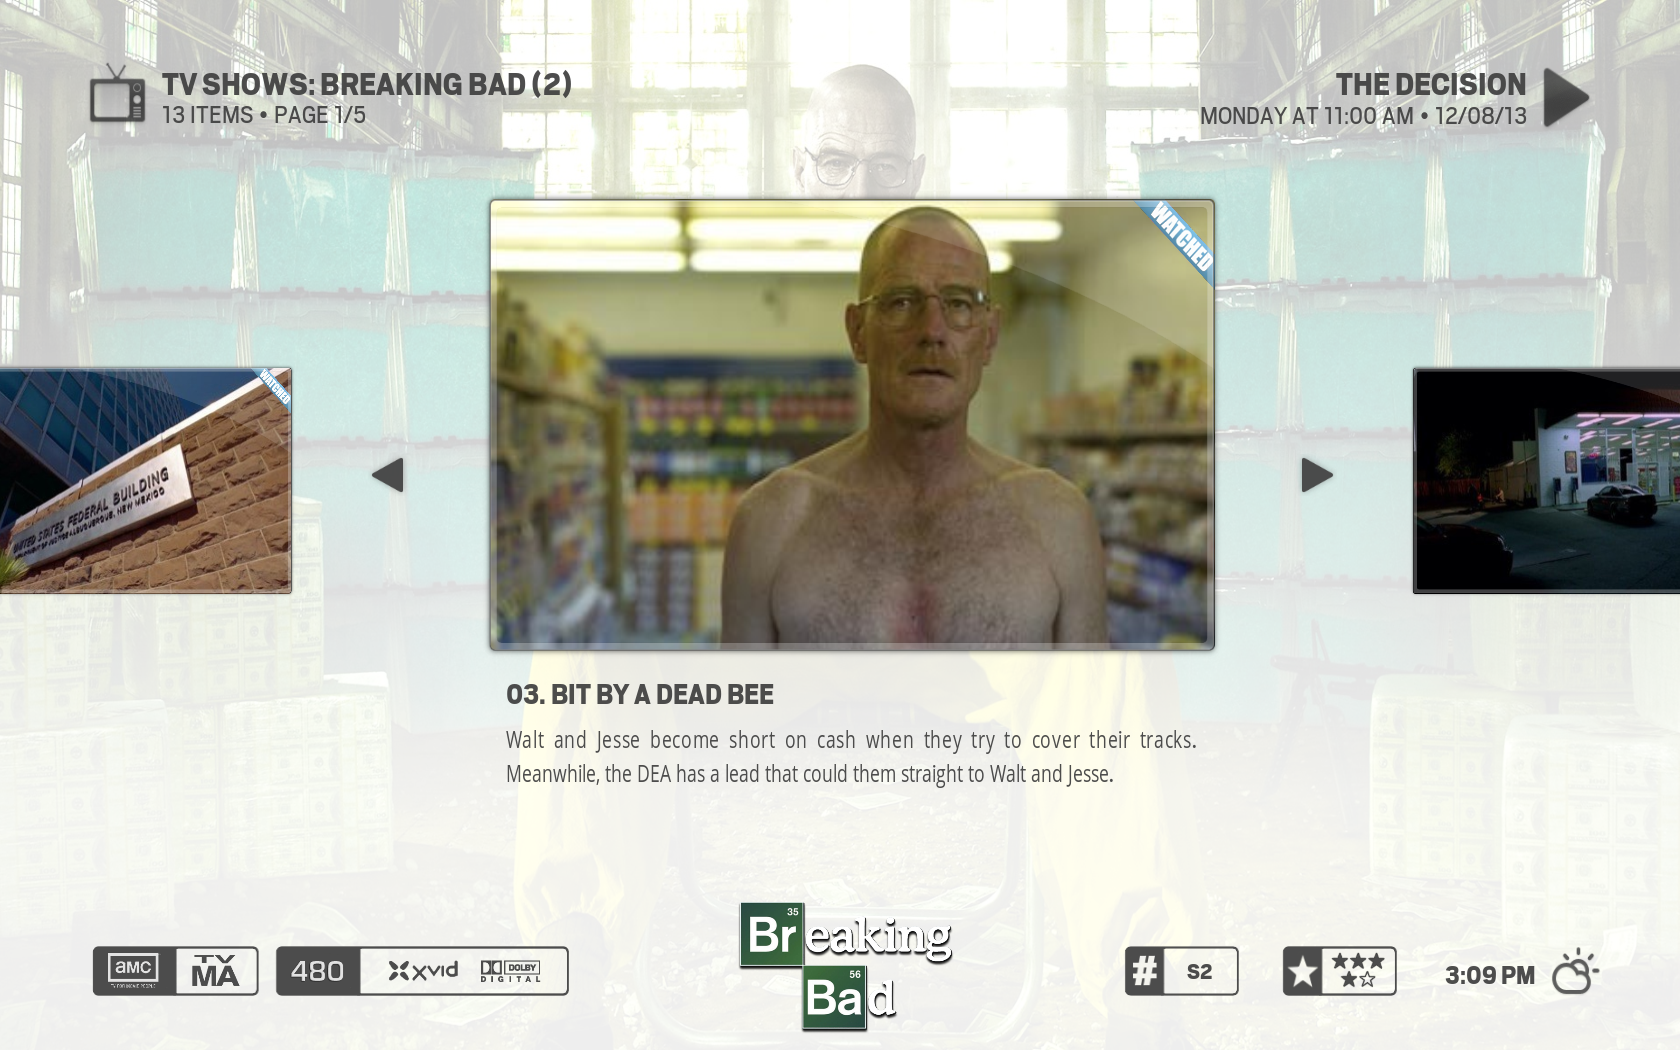 TV SHOWS: BREAKING BAD (2)
13 ITEMS • PAGE 1/5
THE DECISION
MONDAY AT 11:00 AM • 12/08/13
WATCHED
WATCHED
UNITED STATES FEDERAL BUILDING
ALBUQUERQUE, NEW MEXICO
03. BIT BY A DEAD BEE
Walt and Jesse become short on cash when they try to cover their tracks.
Meanwhile, the DEA has a lead that could them straight to Walt and Jesse.
amc
TV FOR MOVIE PEOPLE
TV
MA
480
xvid
DOLBY
DIGITAL
35
Breaking
56
Bad
#
S2
3:09 PM